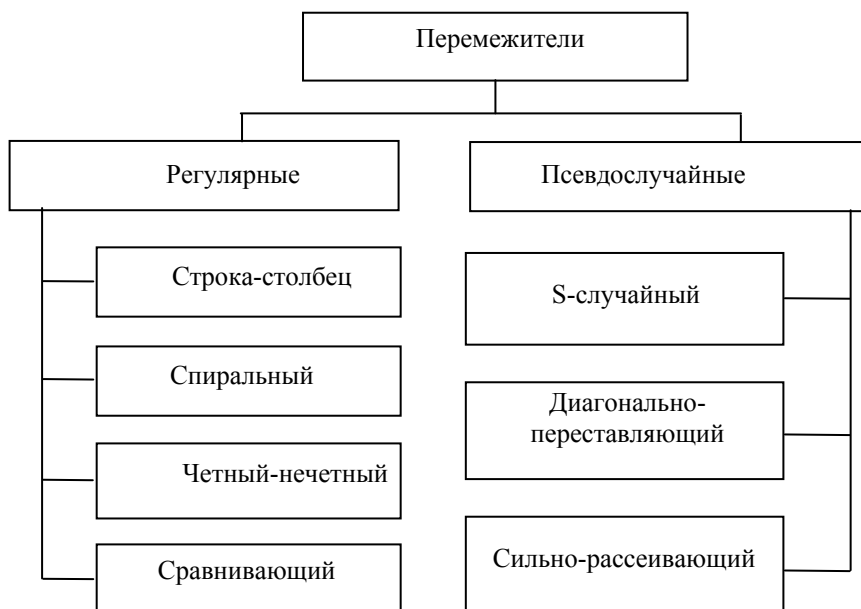 Перемежители
Регулярные
Псевдослучайные
Строка-столбец
Спиральный
Четный-нечетный
Сравнивающий
S-случайный
Диагонально-
переставляющий
Сильно-рассеивающий